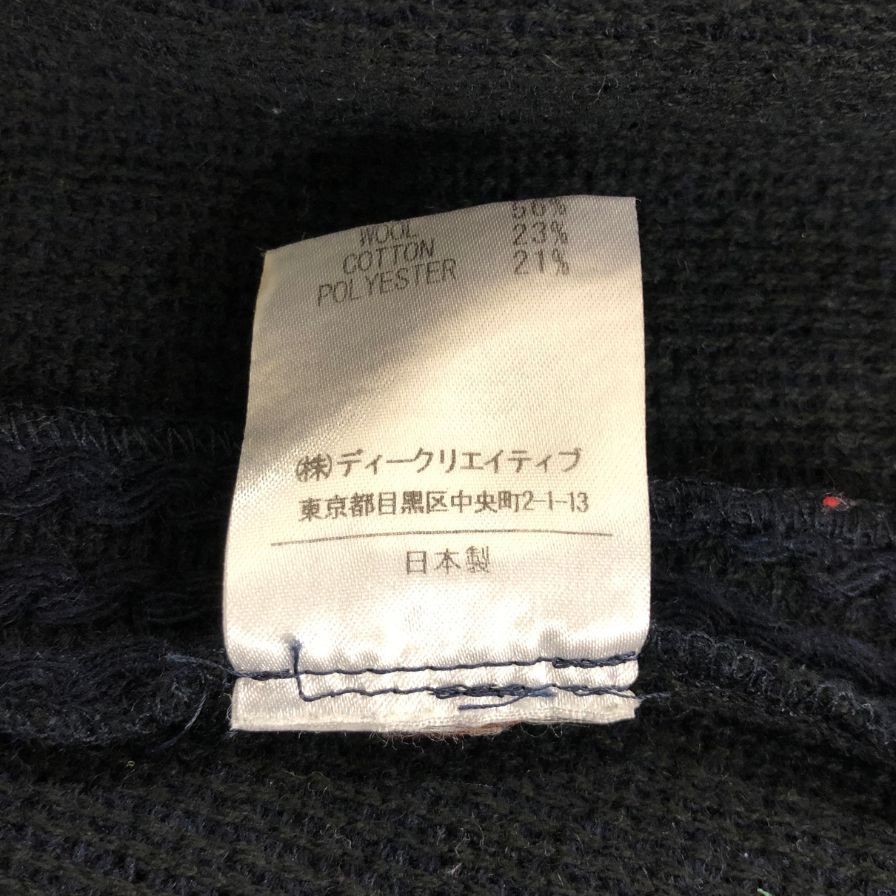 WOOL 56%
COTTON 23%
POLYESTER 21%
㈱ディークリエイティブ
東京都目黒区中央町2-1-13
日本製